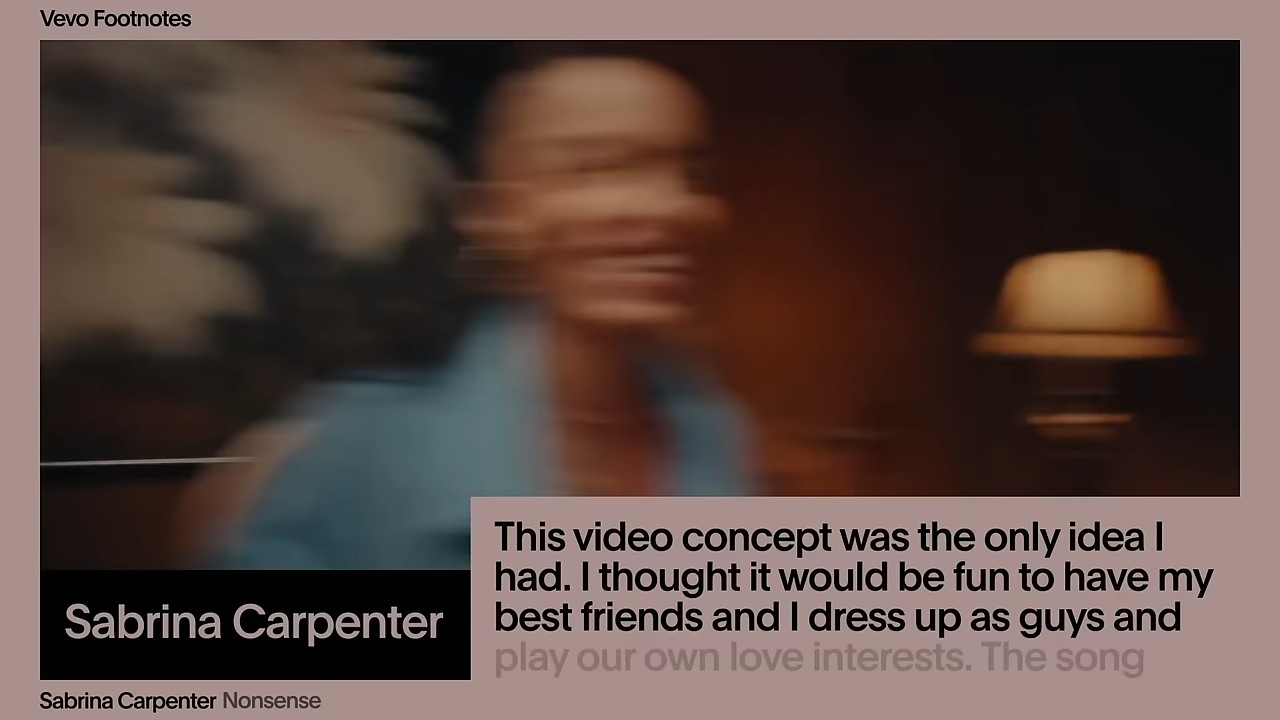 Vevo Footnotes
This video concept was the only idea I
had. I thought it would be fun to have my
best friends and I dress up as guys and
play our own love interests. The song
Sabrina Carpenter
Sabrina Carpenter Nonsense